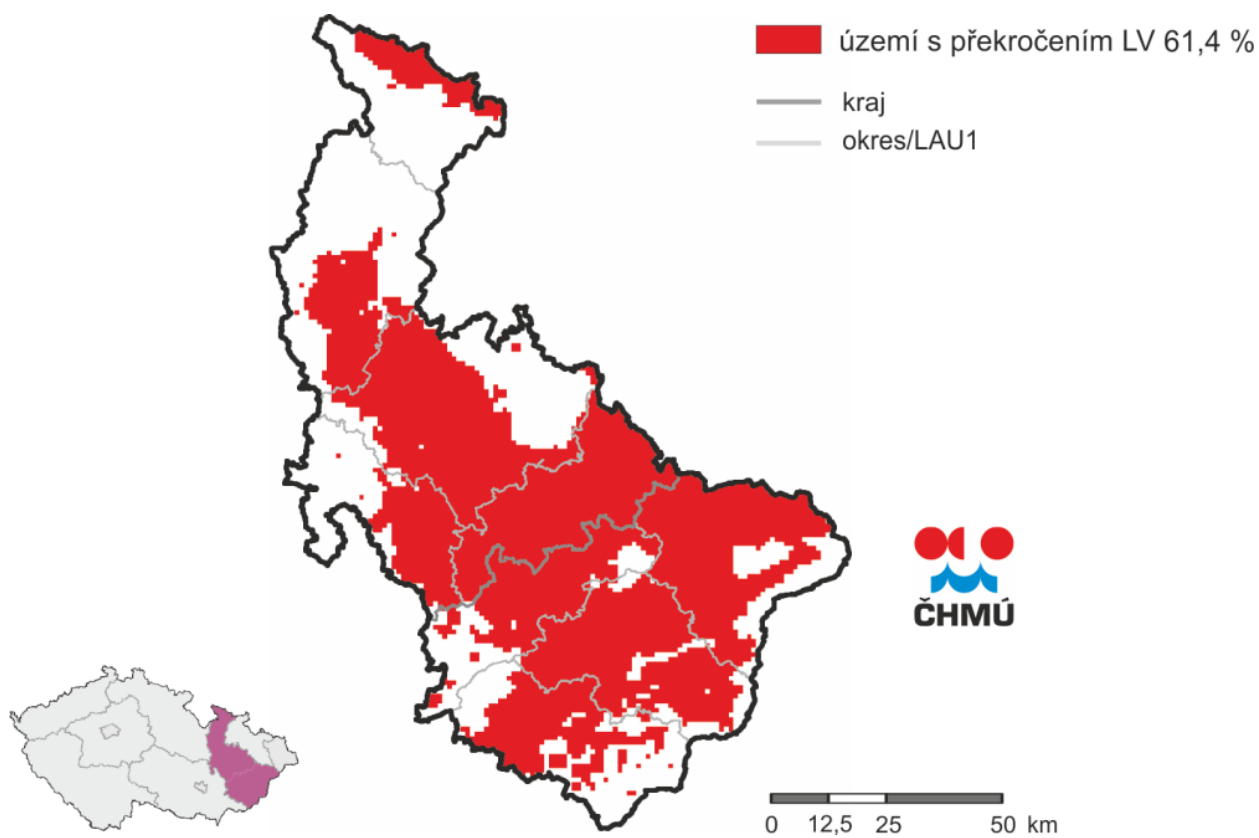 území s překročením LV 61,4 %
kraj
okres/LAU1
ČHMÚ
0 12,5 25 50 km